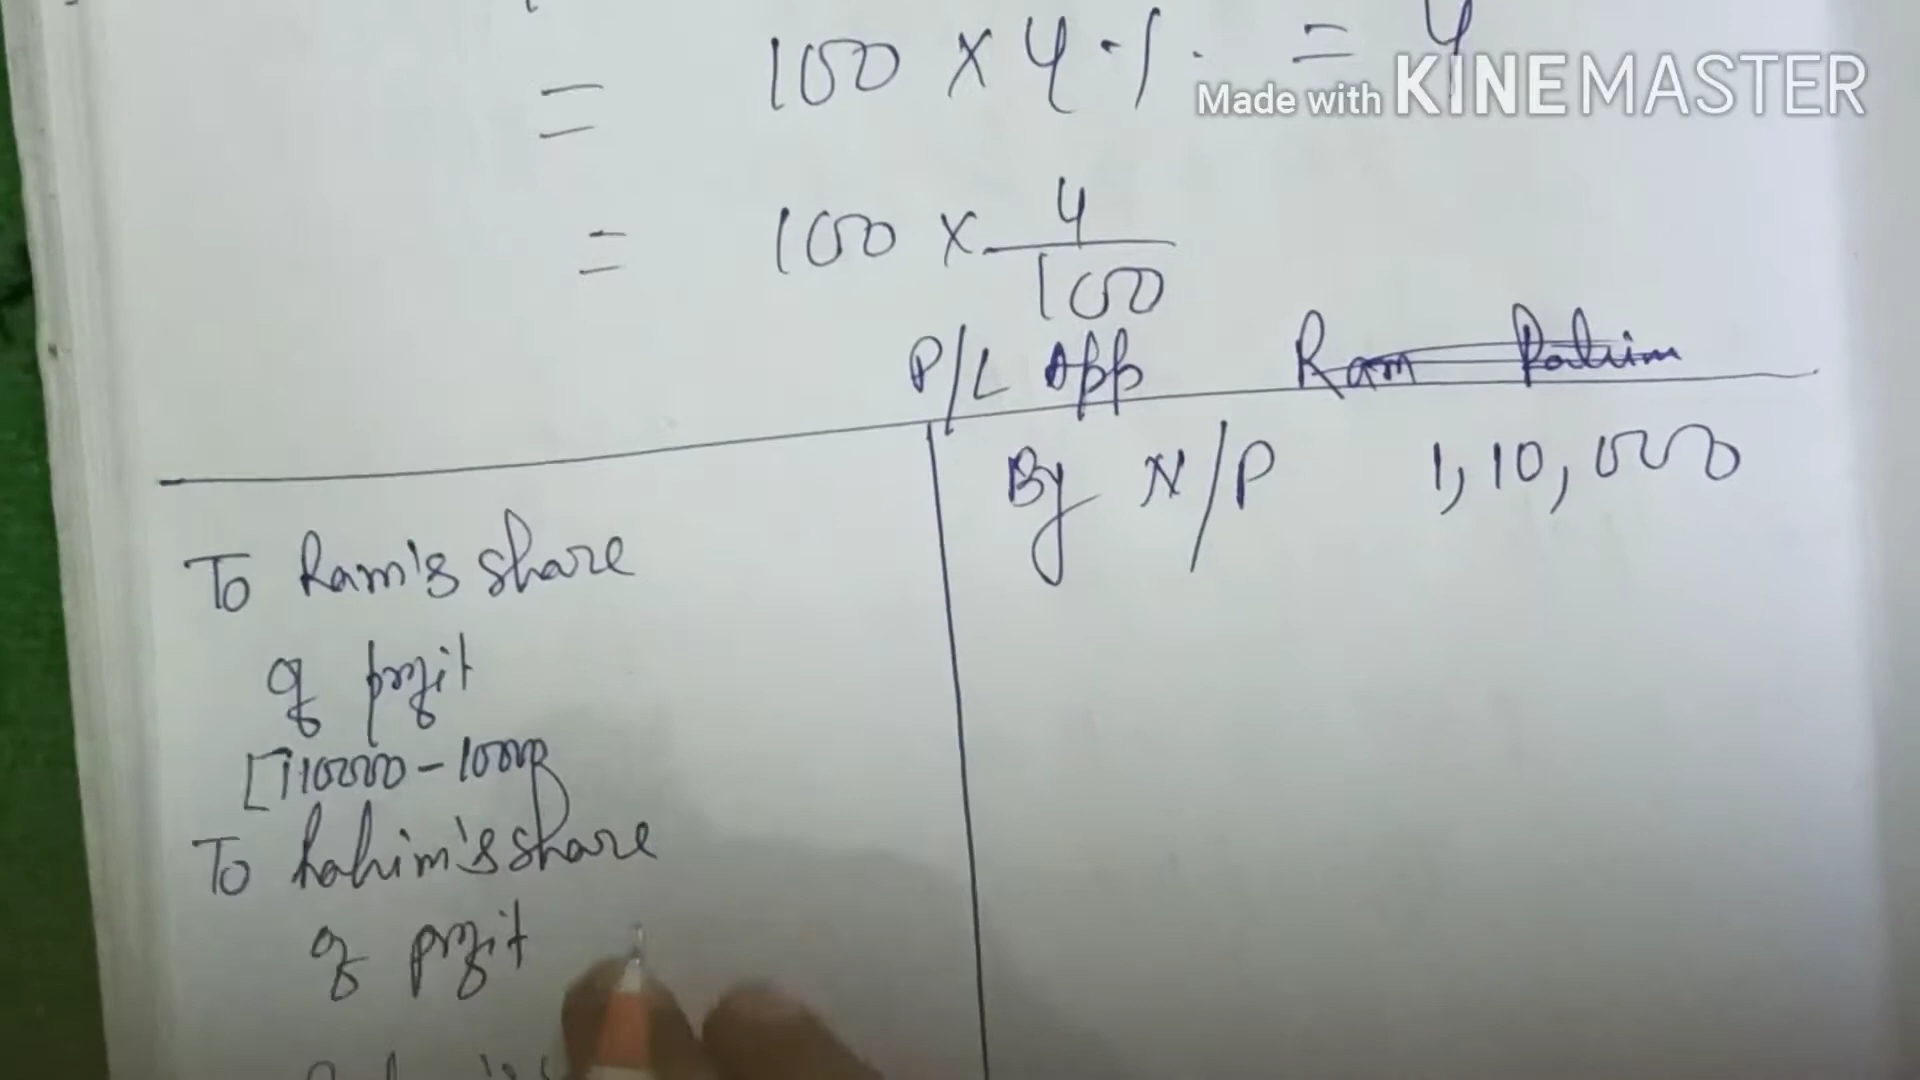 = 100 × 4 ·/· = 4
Made with KINEMASTER
= 100 × 4/100
P/L App Ram Rahim
By N/P 1,10,000
To Ram's share
of profit
[110000 - 10000
To Rahim's share
of profit